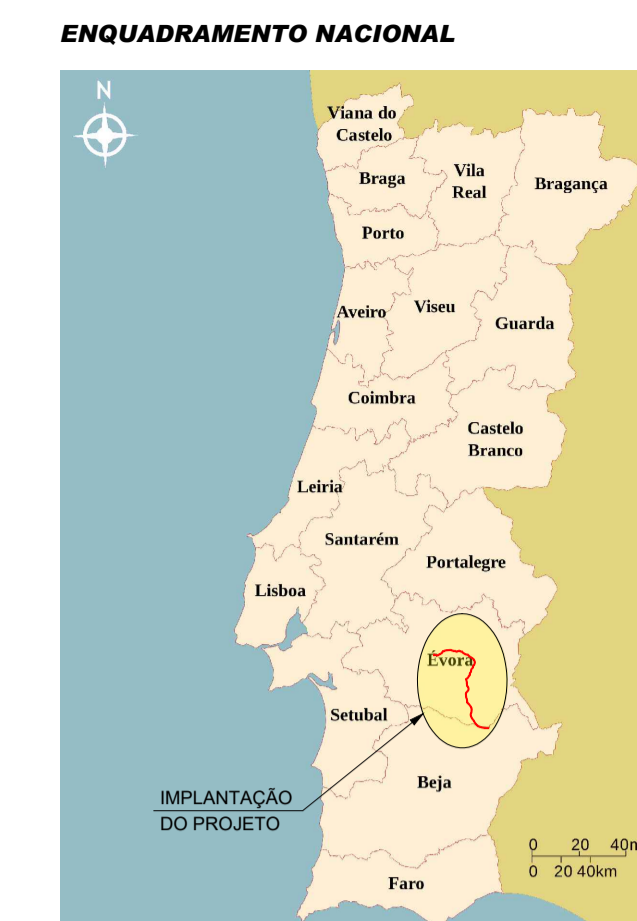 ENQUADRAMENTO NACIONAL
N
Viana do
Castelo
Braga
Vila
Real
Bragança
Porto
Aveiro
Viseu
Guarda
Coimbra
Castelo
Branco
Leiria
Santarém
Portalegre
Lisboa
Évora
Setubal
Beja
IMPLANTAÇÃO
DO PROJETO
0 20 40m
0 20 40km
Faro